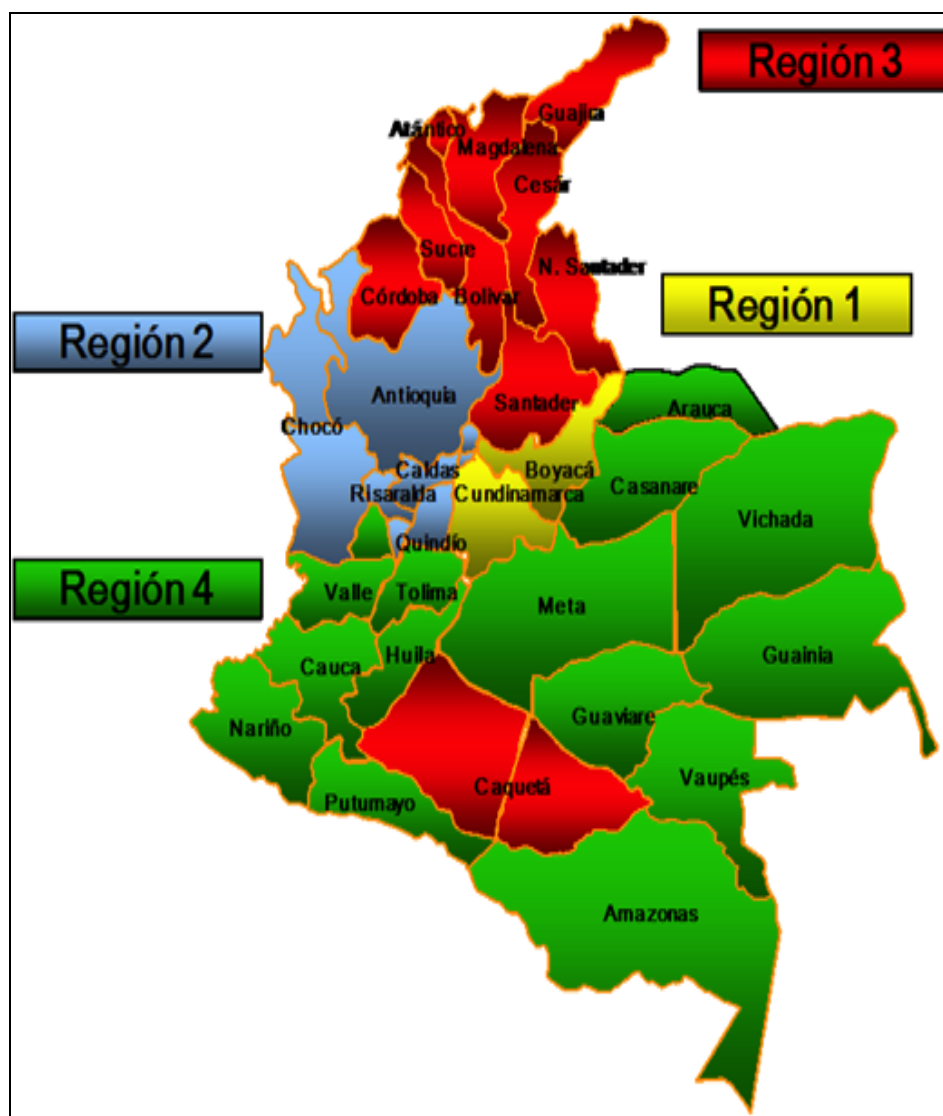 Región 3
Guajira
Atántico
Magdalena
Cesár
Sucre
N. Santader
Córdoba
Bolivar
Región 1
Región 2
Antioquia
Santader
Arauca
Chocó
Caldas
Boyacá
Risaralda
Cundinamarca
Casanare
Vichada
Quindío
Región 4
Valle
Tolima
Meta
Huila
Cauca
Guainia
Nariño
Guaviare
Caquetá
Vaupés
Putumayo
Amazonas